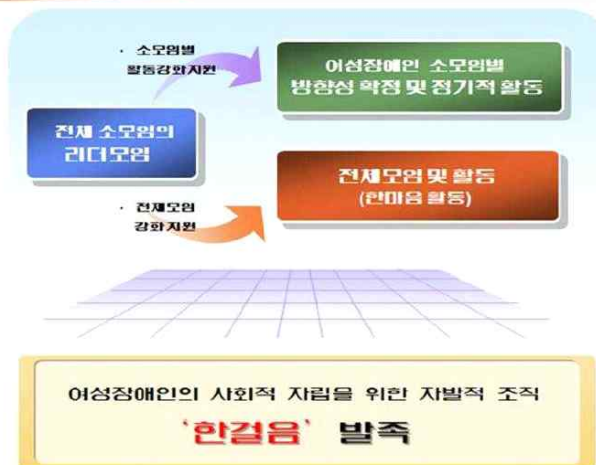 · 소모임별
활동강화지원
여성장애인 소모임별
방향성 확정 및 정기적 활동
전체 소모임의
리더모임
전체모임 및 활동
(한마음 활동)
· 전체모임
강화지원
여성장애인의 사회적 자립을 위한 자발적 조직
'한걸음' 발족